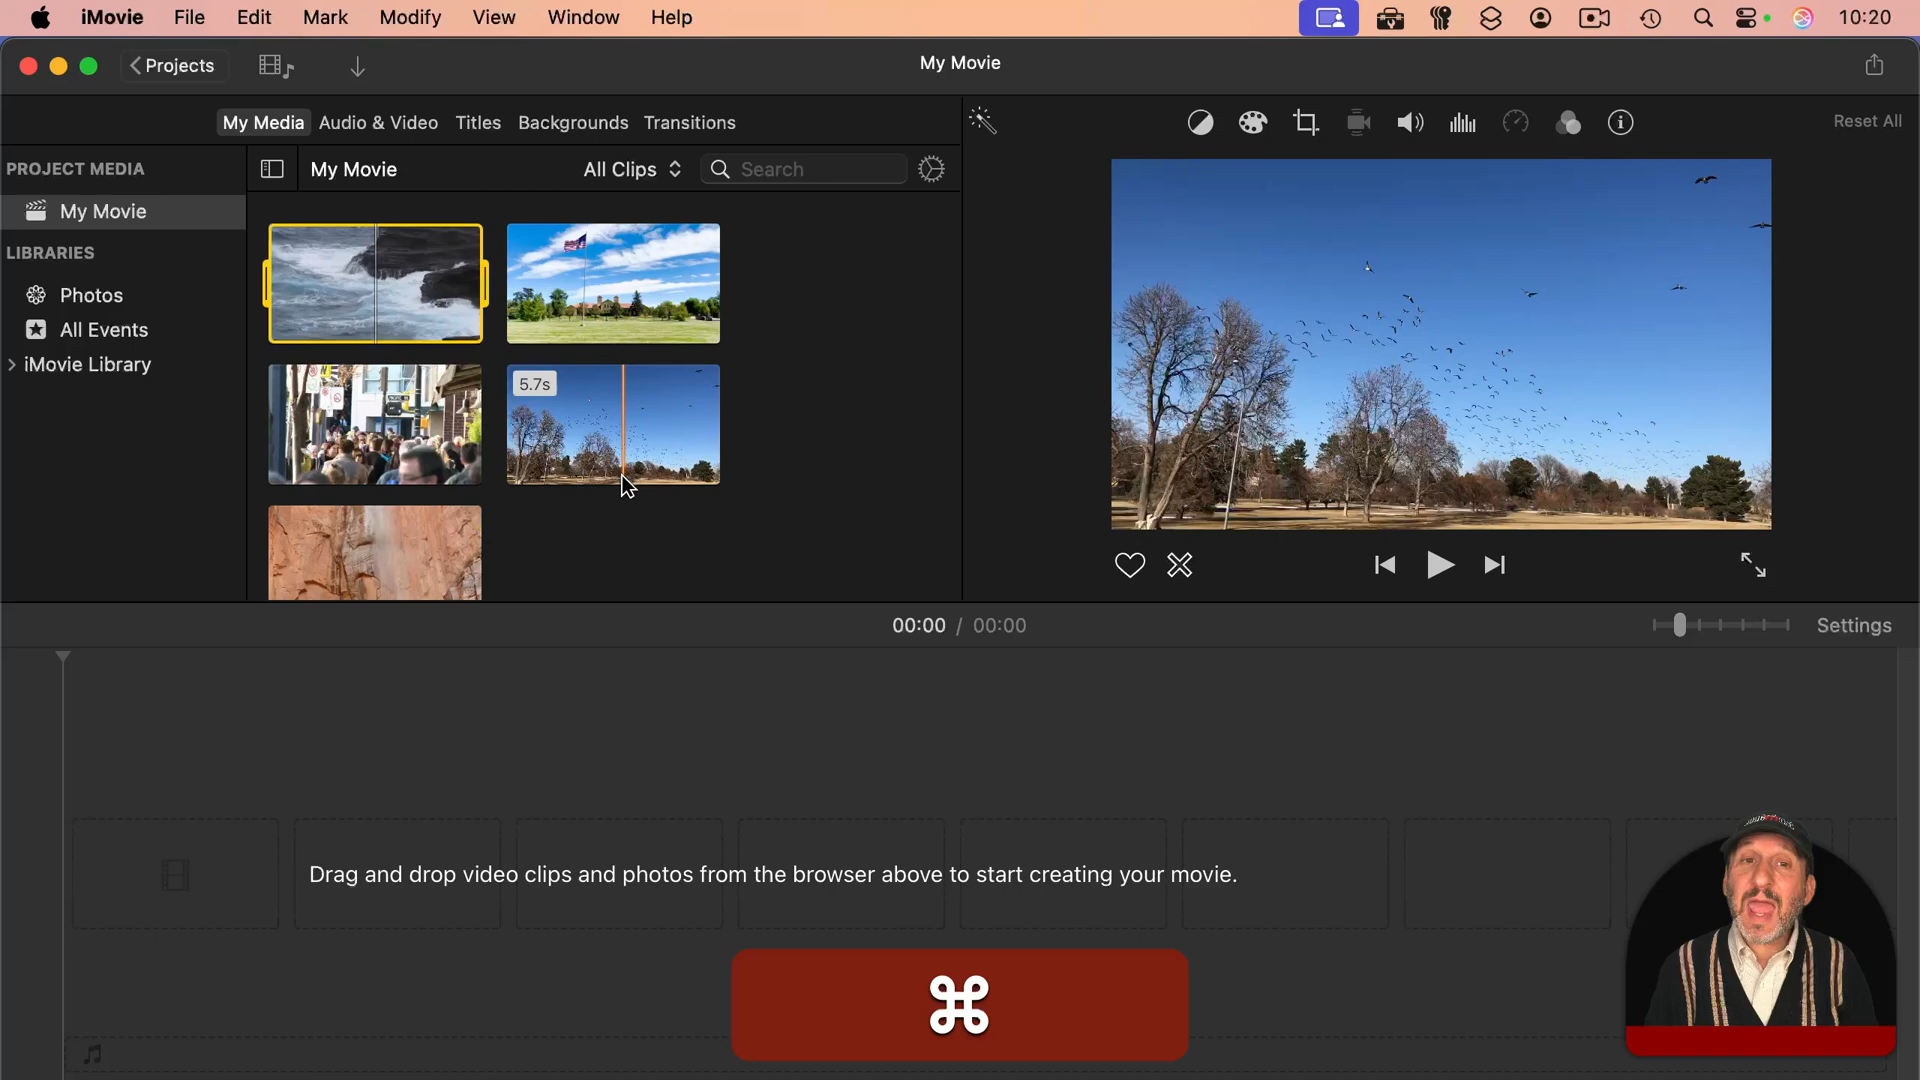 iMovie File Edit Mark Modify View Window Help 10:20
Projects My Movie
My Media Audio & Video Titles Backgrounds Transitions Reset All
PROJECT MEDIA
My Movie All Clips Search
My Movie
LIBRARIES
Photos
All Events
iMovie Library
5.7s
00:00 / 00:00 Settings
Drag and drop video clips and photos from the browser above to start creating your movie.
⌘